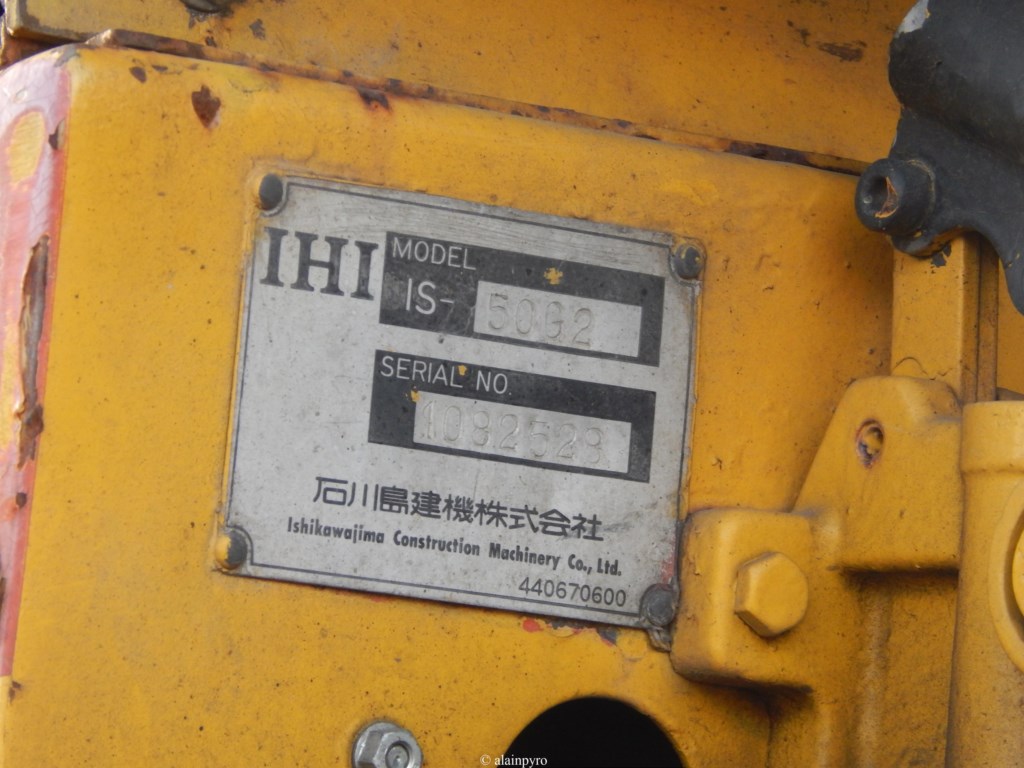 IHI
MODEL
IS-50G2
SERIAL NO.
1092528
石川島建機株式会社
Ishikawajima Construction Machinery Co., Ltd.
440670600
© alainpyro